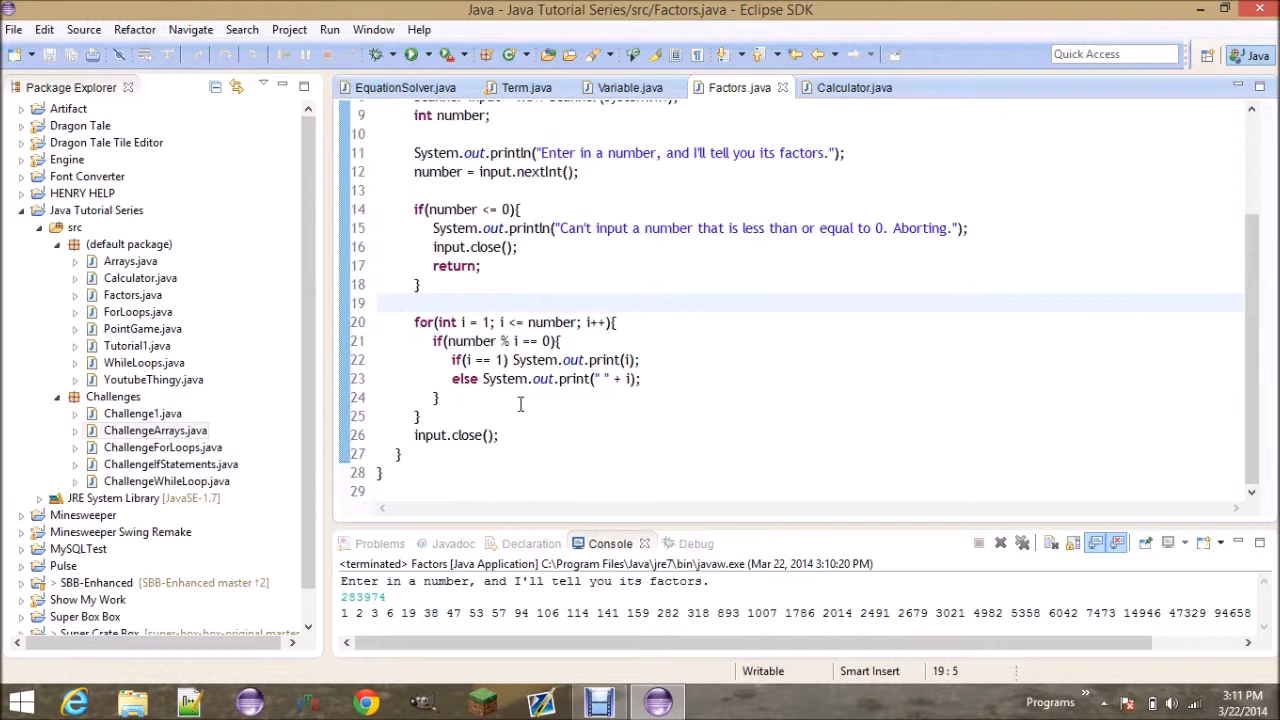 Java - Java Tutorial Series/src/Factors.java - Eclipse SDK
File Edit Source Refactor Navigate Search Project Run Window Help
Quick Access
Java
Package Explorer
EquationSolver.java Term.java Variable.java Factors.java Calculator.java
Artifact
Dragon Tale
Dragon Tale Tile Editor
Engine
Font Converter
HENRY HELP
Java Tutorial Series
src
(default package)
Arrays.java
Calculator.java
Factors.java
ForLoops.java
PointGame.java
Tutorial1.java
WhileLoops.java
YoutubeThingy.java
Challenges
Challenge1.java
ChallengeArrays.java
ChallengeForLoops.java
ChallengeIfStatements.java
ChallengeWhileLoop.java
JRE System Library [JavaSE-1.7]
Minesweeper
Minesweeper Swing Remake
MySQLTest
Pulse
> SBB-Enhanced [SBB-Enhanced master ↑2]
Show My Work
Super Box Box
> Super Crate Box [super-box-box-original master
9 int number;
10
11 System.out.println("Enter in a number, and I'll tell you its factors.");
12 number = input.nextInt();
13
14 if(number <= 0){
15 System.out.println("Can't input a number that is less than or equal to 0. Aborting.");
16 input.close();
17 return;
18 }
19
20 for(int i = 1; i <= number; i++){
21 if(number % i == 0){
22 if(i == 1) System.out.print(i);
23 else System.out.print(" " + i);
24 }
25 }
26 input.close();
27 }
28 }
29
Problems @ Javadoc Declaration Console Debug
<terminated> Factors [Java Application] C:\Program Files\Java\jre7\bin\javaw.exe (Mar 22, 2014 3:10:20 PM)
Enter in a number, and I'll tell you its factors.
283974
1 2 3 6 19 38 47 53 57 94 106 114 141 159 282 318 893 1007 1786 2014 2491 2679 3021 4982 5358 6042 7473 14946 47329 94658
Writable Smart Insert 19 : 5
Programs
3:11 PM
3/22/2014